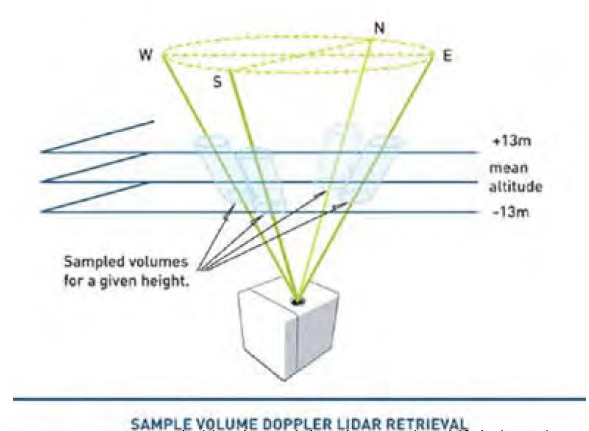 N
W
E
S
+13m
mean
altitude
-13m
Sampled volumes
for a given height.
SAMPLE VOLUME DOPPLER LIDAR RETRIEVAL